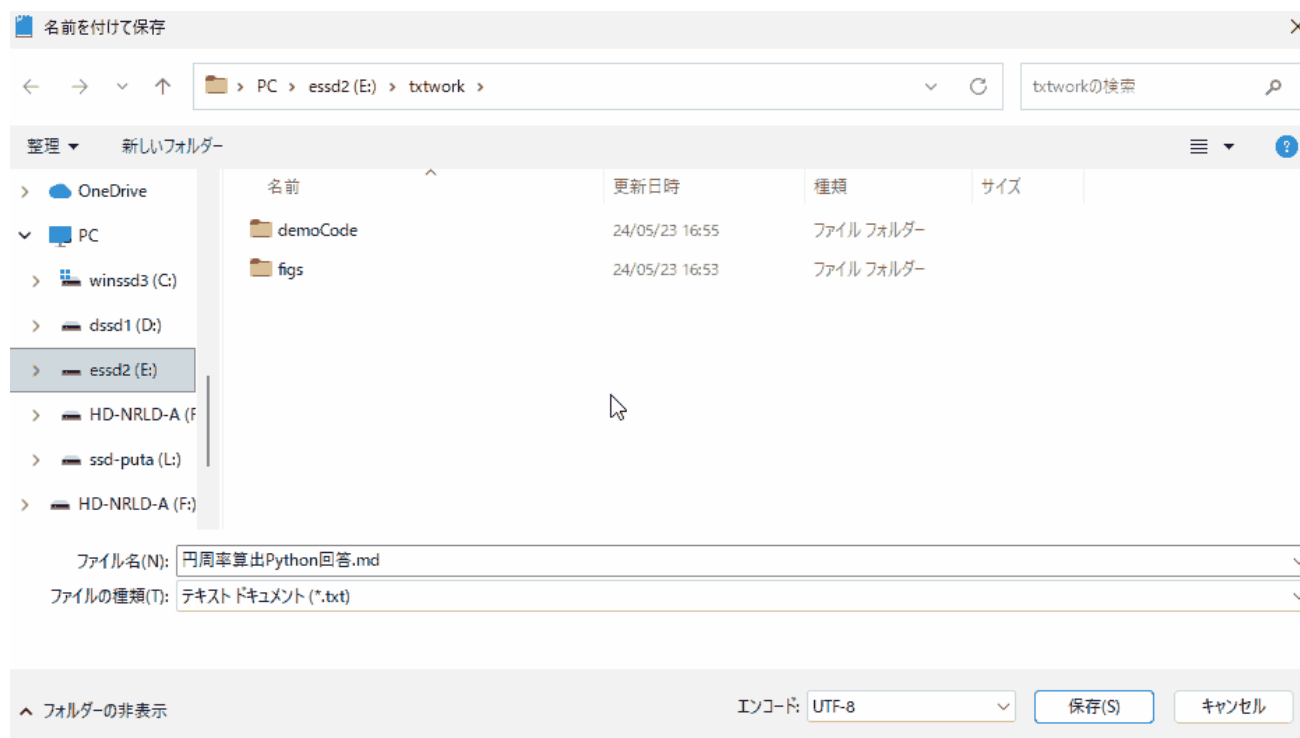 名前を付けて保存
PC › essd2 (E:) › txtwork ›
txtworkの検索
整理 新しいフォルダー
名前 更新日時 種類 サイズ
OneDrive
PC
winssd3 (C:)
dssd1 (D:)
essd2 (E:)
HD-NRLD-A (F
ssd-puta (L:)
HD-NRLD-A (F:)
demoCode 24/05/23 16:55 ファイル フォルダー
figs 24/05/23 16:53 ファイル フォルダー
ファイル名(N): 円周率算出Python回答.md
ファイルの種類(T): テキスト ドキュメント (*.txt)
フォルダーの非表示
エンコード: UTF-8
保存(S)
キャンセル